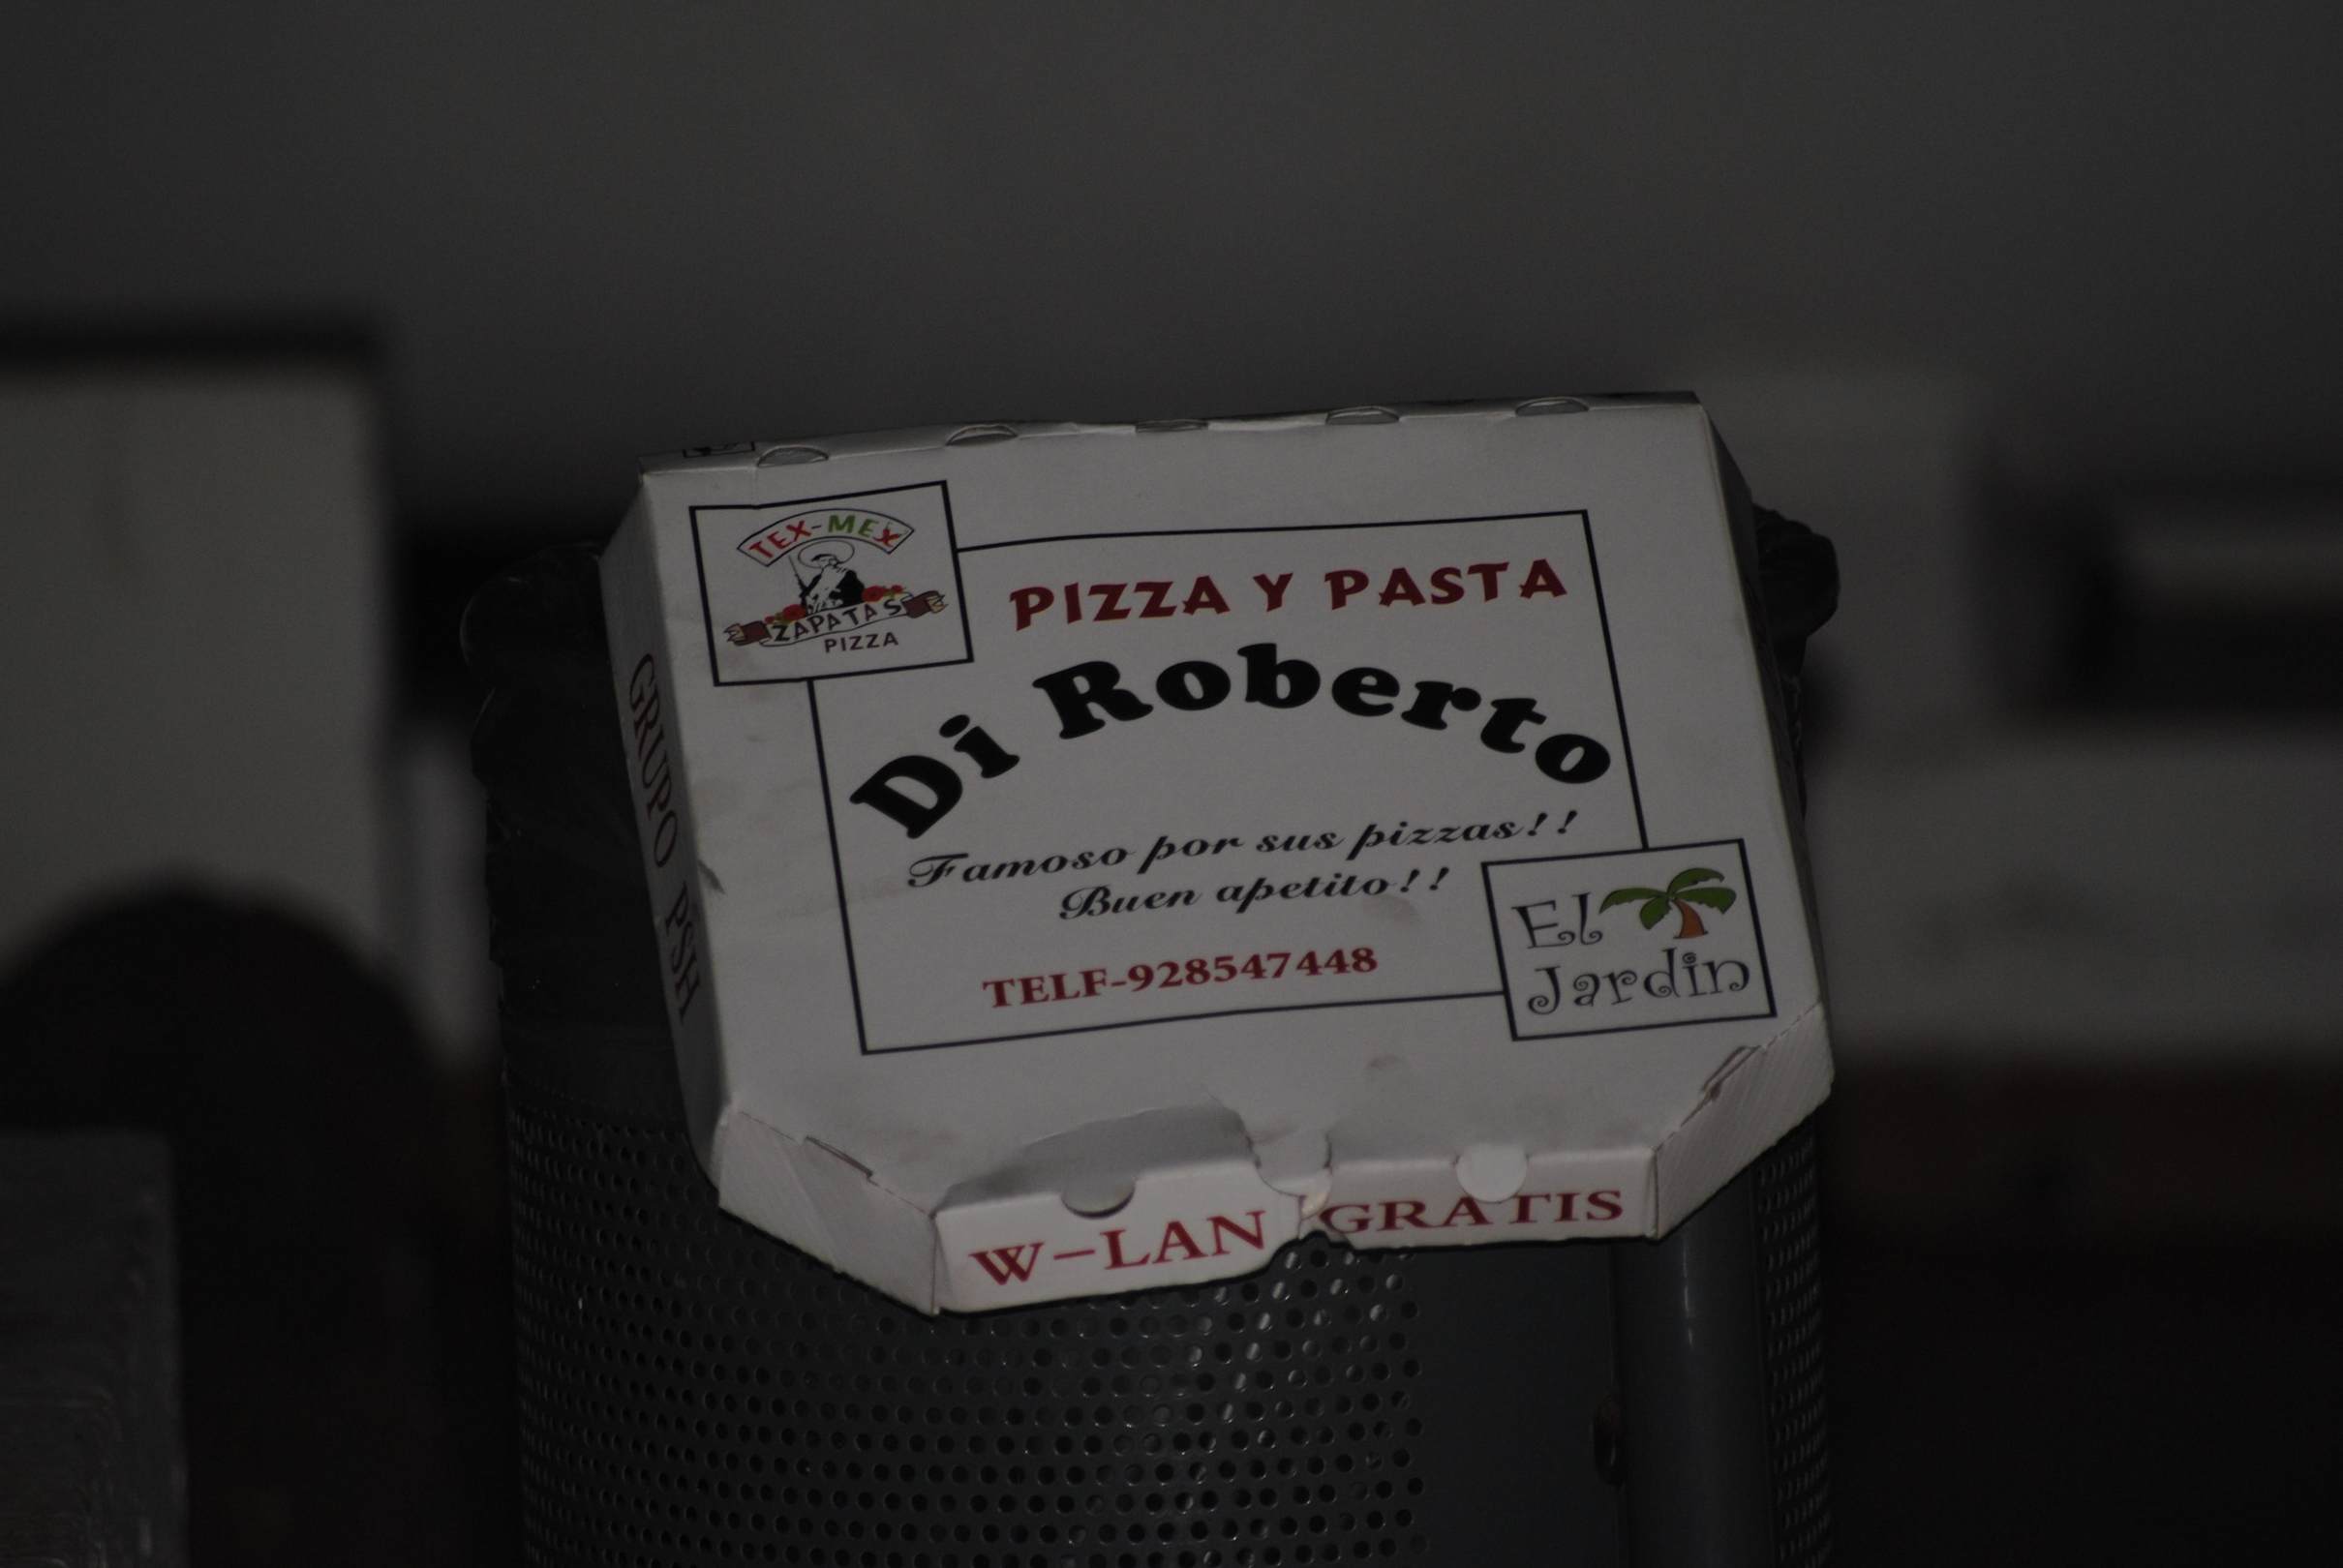 TEX-MEX
ZAPATAS
PIZZA
PIZZA Y PASTA
Di Roberto
Famoso por sus pizzas!!
Buen apetito!!
TELF-928547448
El
Jardin
GRUPO PSH
W-LAN GRATIS